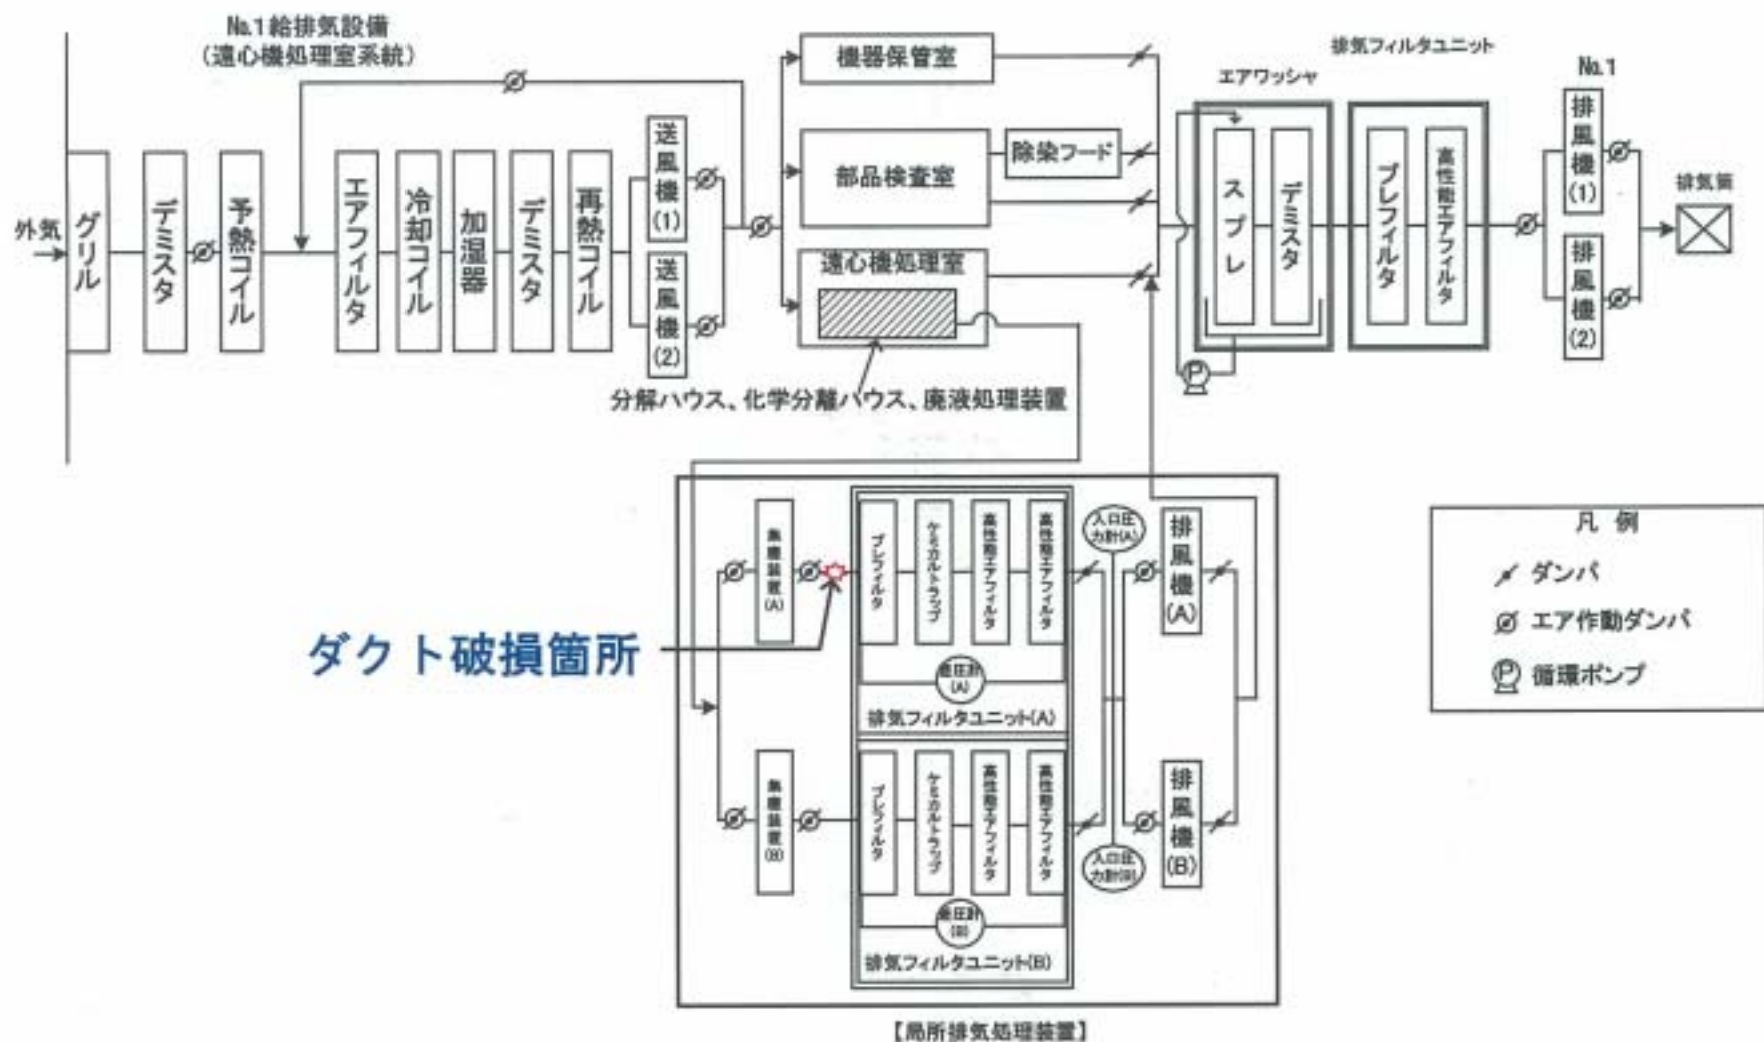 No.1給排気設備
(遠心機処理室系統)
外気
グリル
デミスタ
予熱コイル
エアフィルタ
冷却コイル
加湿器
デミスタ
再熱コイル
送風機(1)
送風機(2)
機器保管室
部品検査室
除染フード
遠心機処理室
分解ハウス、化学分離ハウス、廃液処理装置
エアワッシャ
スプレ
デミスタ
P
排気フィルタユニット
プレフィルタ
高性能エアフィルタ
No.1
排風機(1)
排風機(2)
排気筒
ダクト破損箇所
集塵装置(A)
プレフィルタ
ケミカルトラップ
高性能エアフィルタ
高性能エアフィルタ
差圧計(A)
排気フィルタユニット(A)
入口圧力計(A)
排風機(A)
集塵装置(B)
プレフィルタ
ケミカルトラップ
高性能エアフィルタ
高性能エアフィルタ
差圧計(B)
排気フィルタユニット(B)
入口圧力計(B)
排風機(B)
【局所排気処理装置】
凡 例
ダンパ
エア作動ダンパ
P 循環ポンプ